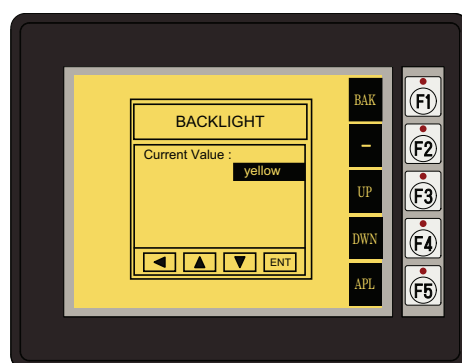 BACKLIGHT
Current Value :
yellow
ENT
BAK
–
UP
DWN
APL
F1
F2
F3
F4
F5